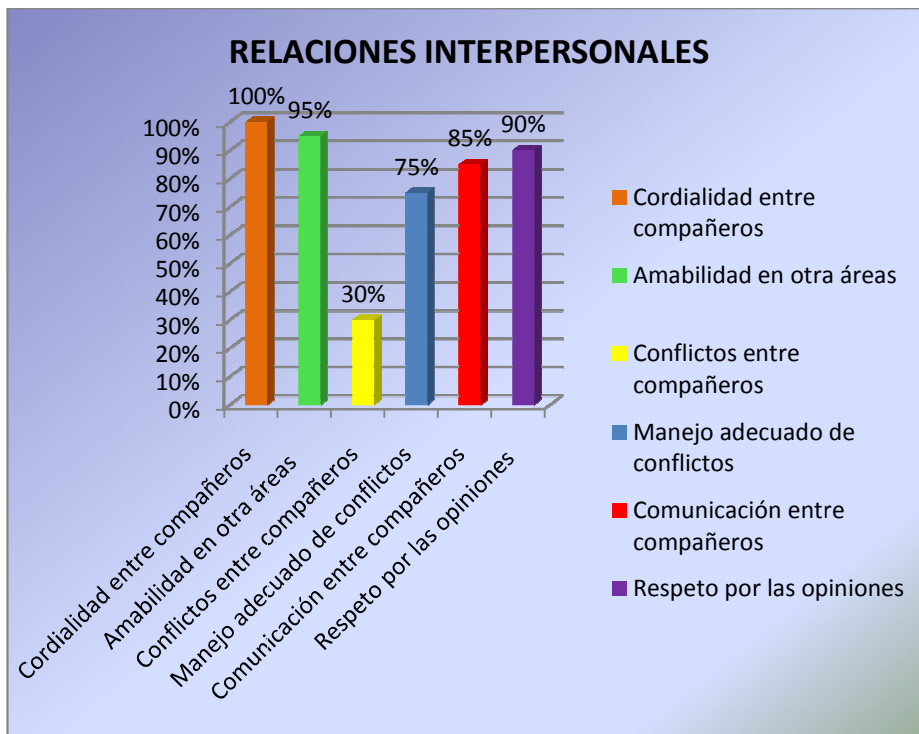 RELACIONES INTERPERSONALES
100%
95%
30%
75%
85%
90%
100%
90%
80%
70%
60%
50%
40%
30%
20%
10%
0%
Cordialidad entre compañeros
Amabilidad en otra áreas
Conflictos entre compañeros
Manejo adecuado de conflictos
Comunicación entre compañeros
Respeto por las opiniones
Cordialidad entre
compañeros
Amabilidad en otra áreas
Conflictos entre
compañeros
Manejo adecuado de
conflictos
Comunicación entre
compañeros
Respeto por las opiniones